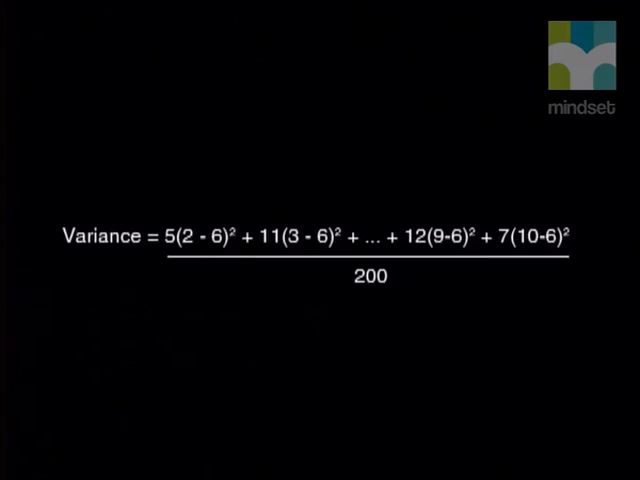 mindset
Variance = 5(2 - 6)² + 11(3 - 6)² + ... + 12(9-6)² + 7(10-6)²
200